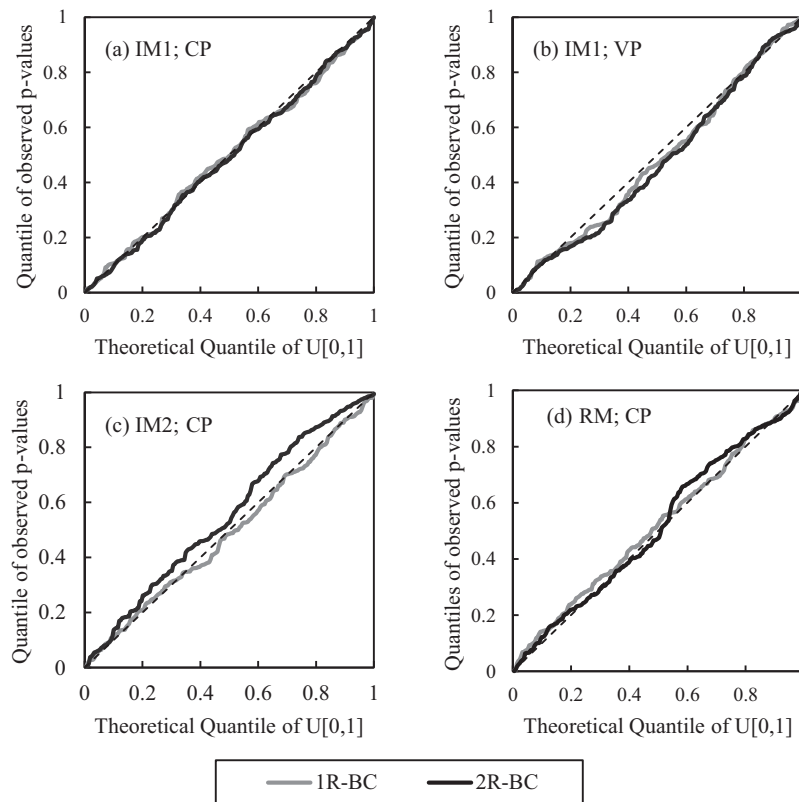 (a) IM1; CP
Quantile of observed p-values
1
0.8
0.6
0.4
0.2
0
0 0.2 0.4 0.6 0.8 1
Theoretical Quantile of U[0,1]
(b) IM1; VP
Quantile of observed p-values
1
0.8
0.6
0.4
0.2
0
0 0.2 0.4 0.6 0.8
Theoretical Quantile of U[0,1]
(c) IM2; CP
Quantile of observed p-values
1
0.8
0.6
0.4
0.2
0
0 0.2 0.4 0.6 0.8 1
Theoretical Quantile of U[0,1]
(d) RM; CP
Quantiles of observed p-values
1
0.8
0.6
0.4
0.2
0
0 0.2 0.4 0.6 0.8
Theoretical Quantile of U[0,1]
1R-BC 2R-BC